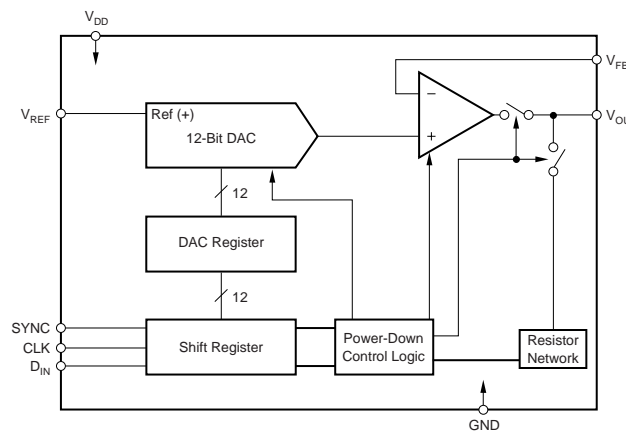 VDD
VFB
VREF
Ref (+)
12-Bit DAC
−
+
VOU
12
DAC Register
12
SYNC
CLK
DIN
Shift Register
Power-Down
Control Logic
Resistor
Network
GND